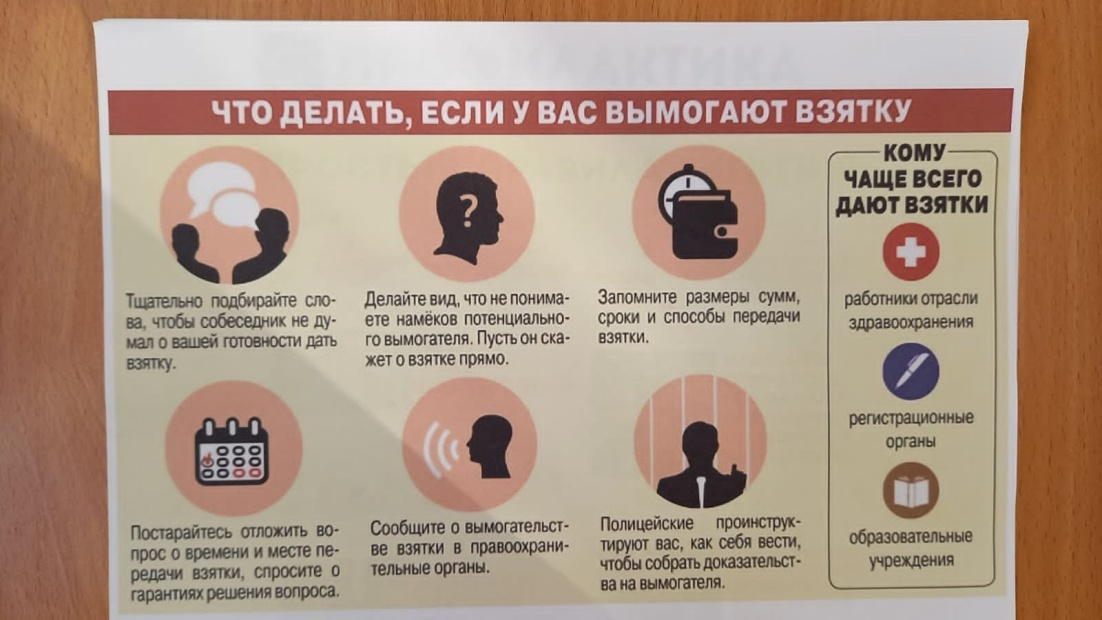 ЧТО ДЕЛАТЬ, ЕСЛИ У ВАС ВЫМОГАЮТ ВЗЯТКУ
Тщательно подбирайте сло-
ва, чтобы собеседник не ду-
мал о вашей готовности дать
взятку.
Делайте вид, что не понима-
ете намёков потенциально-
го вымогателя. Пусть он ска-
жет о взятке прямо.
Запомните размеры сумм,
сроки и способы передачи
взятки.
Постарайтесь отложить во-
прос о времени и месте пе-
редачи взятки, спросите о
гарантиях решения вопроса.
Сообщите о вымогательст-
ве взятки в правоохрани-
тельные органы.
Полицейские проинструк-
тируют вас, как себя вести,
чтобы собрать доказательст-
ва на вымогателя.
КОМУ
ЧАЩЕ ВСЕГО
ДАЮТ ВЗЯТКИ
работники отрасли
здравоохранения
регистрационные
органы
образовательные
учреждения